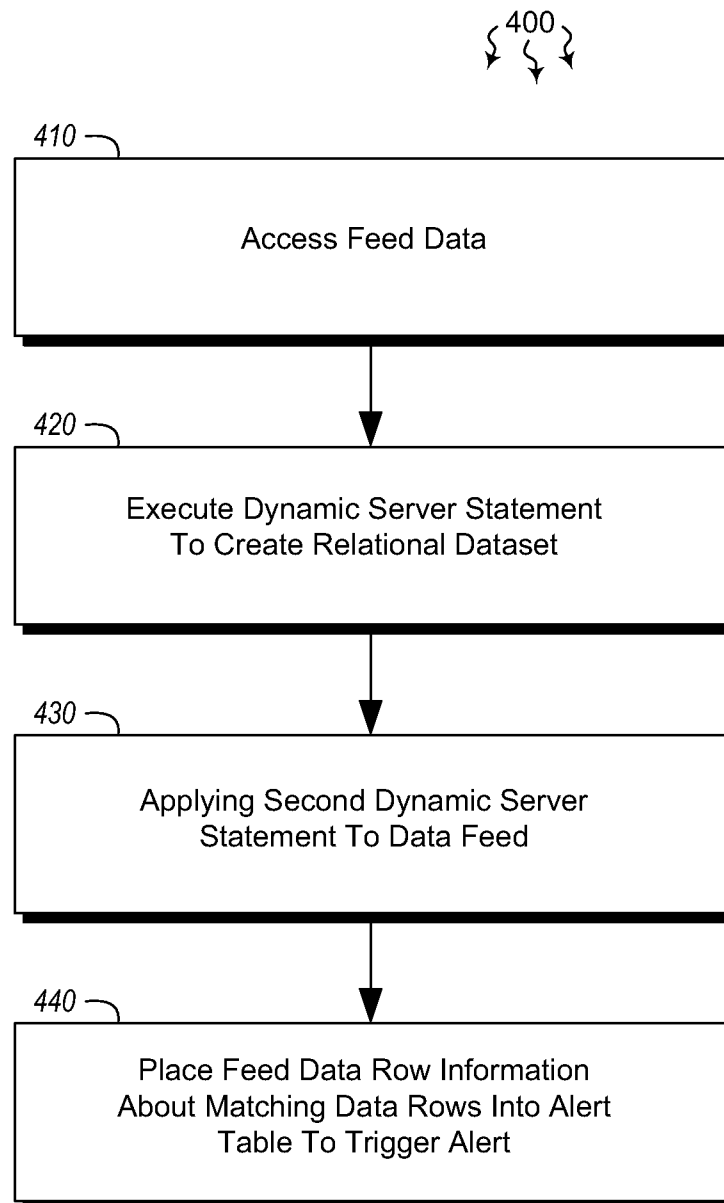 400
410
Access Feed Data
420
Execute Dynamic Server Statement
To Create Relational Dataset
430
Applying Second Dynamic Server
Statement To Data Feed
440
Place Feed Data Row Information
About Matching Data Rows Into Alert
Table To Trigger Alert